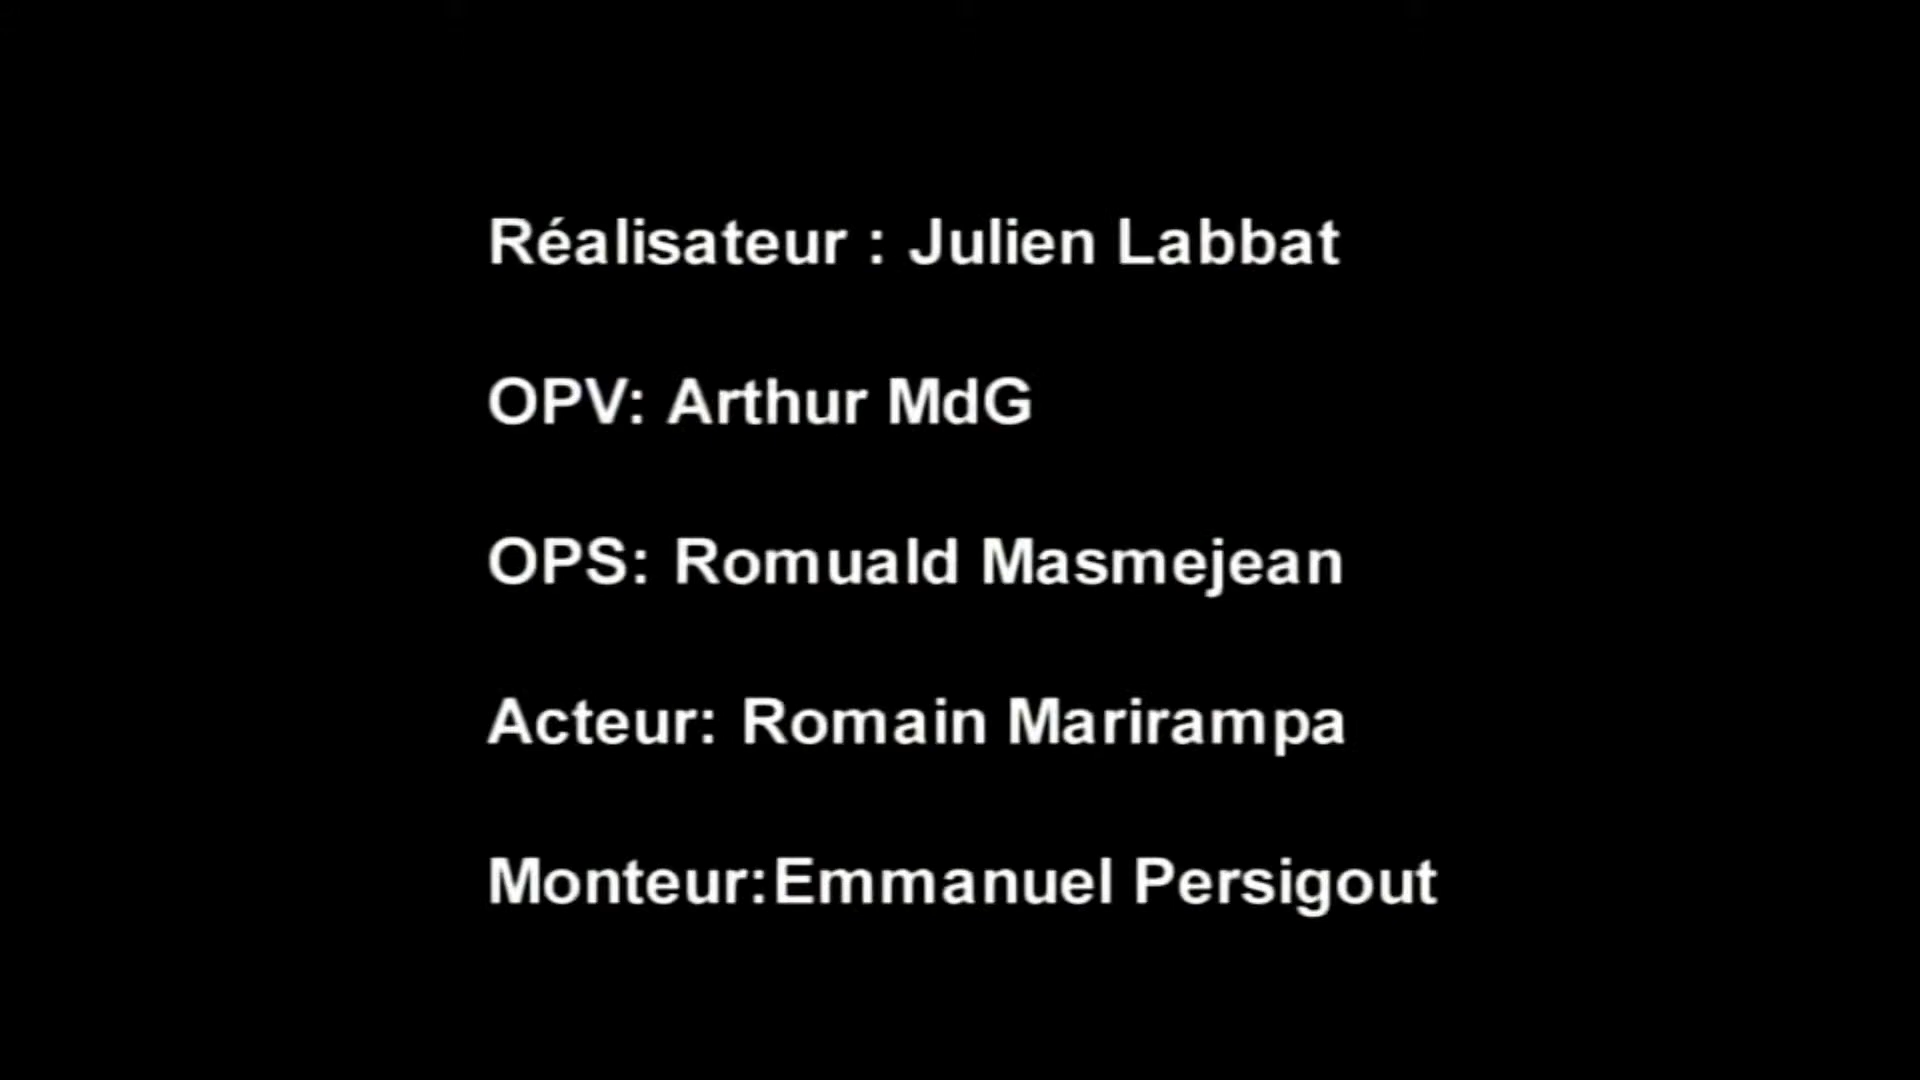 Réalisateur : Julien Labbat
OPV: Arthur MdG
OPS: Romuald Masmejean
Acteur: Romain Marirampa
Monteur:Emmanuel Persigout